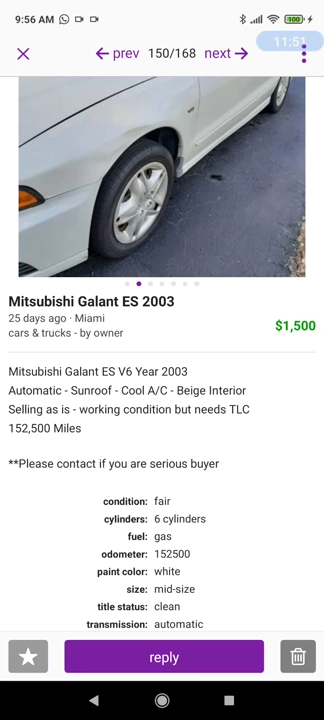 9:56 AM
100
11:51
prev 150/168 next
Mitsubishi Galant ES 2003
25 days ago · Miami
cars & trucks - by owner
$1,500
Mitsubishi Galant ES V6 Year 2003
Automatic - Sunroof - Cool A/C - Beige Interior
Selling as is - working condition but needs TLC
152,500 Miles
**Please contact if you are serious buyer
condition: fair
cylinders: 6 cylinders
fuel: gas
odometer: 152500
paint color: white
size: mid-size
title status: clean
transmission: automatic
reply